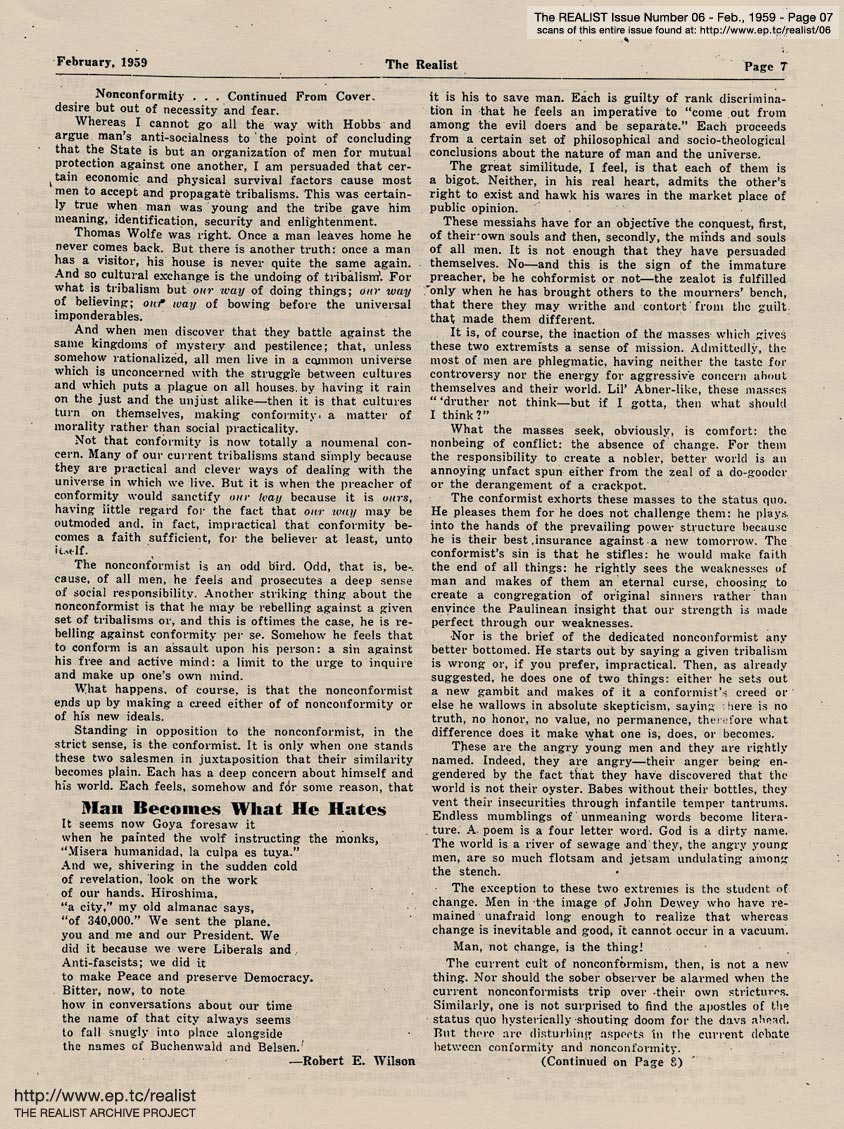 The REALIST Issue Number 06 - Feb., 1959 - Page 07
scans of this entire issue found at: http://www.ep.tc/realist/06
February, 1959
The Realist
Page 7
Nonconformity . . . Continued From Cover.
desire but out of necessity and fear.
Whereas I cannot go all the way with Hobbs and
argue man's anti-socialness to the point of concluding
that the State is but an organization of men for mutual
protection against one another, I am persuaded that cer-
tain economic and physical survival factors cause most
men to accept and propagate tribalisms. This was certain-
ly true when man was young and the tribe gave him
meaning, identification, security and enlightenment.
Thomas Wolfe was right. Once a man leaves home he
never comes back. But there is another truth: once a man
has a visitor, his house is never quite the same again.
And so cultural exchange is the undoing of tribalism. For
what is tribalism but our way of doing things; our way
of believing; our way of bowing before the universal
imponderables.
And when men discover that they battle against the
same kingdoms of mystery and pestilence; that, unless
somehow rationalized, all men live in a common universe
which is unconcerned with the struggle between cultures
and which puts a plague on all houses by having it rain
on the just and the unjust alike—then it is that cultures
turn on themselves, making conformity a matter of
morality rather than social practicality.
Not that conformity is now totally a noumenal con-
cern. Many of our current tribalisms stand simply because
they are practical and clever ways of dealing with the
universe in which we live. But it is when the preacher of
conformity would sanctify our way because it is ours,
having little regard for the fact that our way may be
outmoded and, in fact, impractical that conformity be-
comes a faith sufficient, for the believer at least, unto
itself.
The nonconformist is an odd bird. Odd, that is, be-
cause, of all men, he feels and prosecutes a deep sense
of social responsibility. Another striking thing about the
nonconformist is that he may be rebelling against a given
set of tribalisms or, and this is oftimes the case, he is re-
belling against conformity per se. Somehow he feels that
to conform is an assault upon his person: a sin against
his free and active mind: a limit to the urge to inquire
and make up one's own mind.
What happens, of course, is that the nonconformist
ends up by making a creed either of of nonconformity or
of his new ideals.
Standing in opposition to the nonconformist, in the
strict sense, is the conformist. It is only when one stands
these two salesmen in juxtaposition that their similarity
becomes plain. Each has a deep concern about himself and
his world. Each feels, somehow and for some reason, that
Man Becomes What He Hates
It seems now Goya foresaw it
when he painted the wolf instructing the monks,
"Misera humanidad, la culpa es tuya."
And we, shivering in the sudden cold
of revelation, look on the work
of our hands. Hiroshima,
"a city," my old almanac says,
"of 340,000." We sent the plane,
you and me and our President. We
did it because we were Liberals and
Anti-fascists; we did it
to make Peace and preserve Democracy.
Bitter, now, to note
how in conversations about our time
the name of that city always seems
to fall snugly into place alongside
the names of Buchenwald and Belsen.
—Robert E. Wilson
it is his to save man. Each is guilty of rank discrimina-
tion in that he feels an imperative to "come out from
among the evil doers and be separate." Each proceeds
from a certain set of philosophical and socio-theological
conclusions about the nature of man and the universe.
The great similitude, I feel, is that each of them is
a bigot. Neither, in his real heart, admits the other's
right to exist and hawk his wares in the market place of
public opinion.
These messiahs have for an objective the conquest, first,
of their own souls and then, secondly, the minds and souls
of all men. It is not enough that they have persuaded
themselves. No—and this is the sign of the immature
preacher, be he cohformist or not—the zealot is fulfilled
only when he has brought others to the mourners' bench,
that there they may writhe and contort from the guilt
that made them different.
It is, of course, the inaction of the masses which gives
these two extremists a sense of mission. Admittedly, the
most of men are phlegmatic, having neither the taste for
controversy nor the energy for aggressive concern about
themselves and their world. Lil' Abner-like, these masses
" 'druther not think—but if I gotta, then what should
I think?"
What the masses seek, obviously, is comfort: the
nonbeing of conflict: the absence of change. For them
the responsibility to create a nobler, better world is an
annoying unfact spun either from the zeal of a do-gooder
or the derangement of a crackpot.
The conformist exhorts these masses to the status quo.
He pleases them for he does not challenge them: he plays
into the hands of the prevailing power structure because
he is their best insurance against a new tomorrow. The
conformist's sin is that he stifles: he would make faith
the end of all things: he rightly sees the weaknesses of
man and makes of them an eternal curse, choosing to
create a congregation of original sinners rather than
envince the Paulinean insight that our strength is made
perfect through our weaknesses.
Nor is the brief of the dedicated nonconformist any
better bottomed. He starts out by saying a given tribalism
is wrong or, if you prefer, impractical. Then, as already
suggested, he does one of two things: either he sets out
a new gambit and makes of it a conformist's creed or
else he wallows in absolute skepticism, saying there is no
truth, no honor, no value, no permanence, therefore what
difference does it make what one is, does, or becomes.
These are the angry young men and they are rightly
named. Indeed, they are angry—their anger being en-
gendered by the fact that they have discovered that the
world is not their oyster. Babes without their bottles, they
vent their insecurities through infantile temper tantrums.
Endless mumblings of unmeaning words become litera-
ture. A poem is a four letter word. God is a dirty name.
The world is a river of sewage and they, the angry young
men, are so much flotsam and jetsam undulating among
the stench.
The exception to these two extremes is the student of
change. Men in the image of John Dewey who have re-
mained unafraid long enough to realize that whereas
change is inevitable and good, it cannot occur in a vacuum.
Man, not change, is the thing!
The current cult of nonconformism, then, is not a new
thing. Nor should the sober observer be alarmed when the
current nonconformists trip over their own strictures.
Similarly, one is not surprised to find the apostles of the
status quo hysterically shouting doom for the days ahead.
But there are disturbing aspects in the current debate
between conformity and nonconformity.
(Continued on Page 8)
http://www.ep.tc/realist
THE REALIST ARCHIVE PROJECT